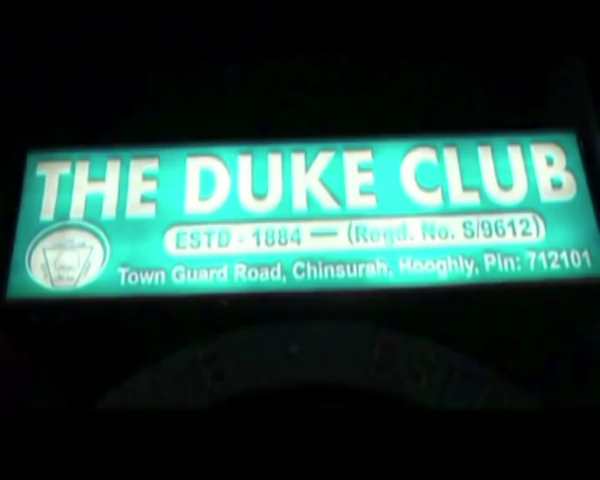 THE DUKE CLUB
ESTD - 1884 — (Regd. No. S/9612)
Town Guard Road, Chinsurah, Hooghly, Pin: 712101